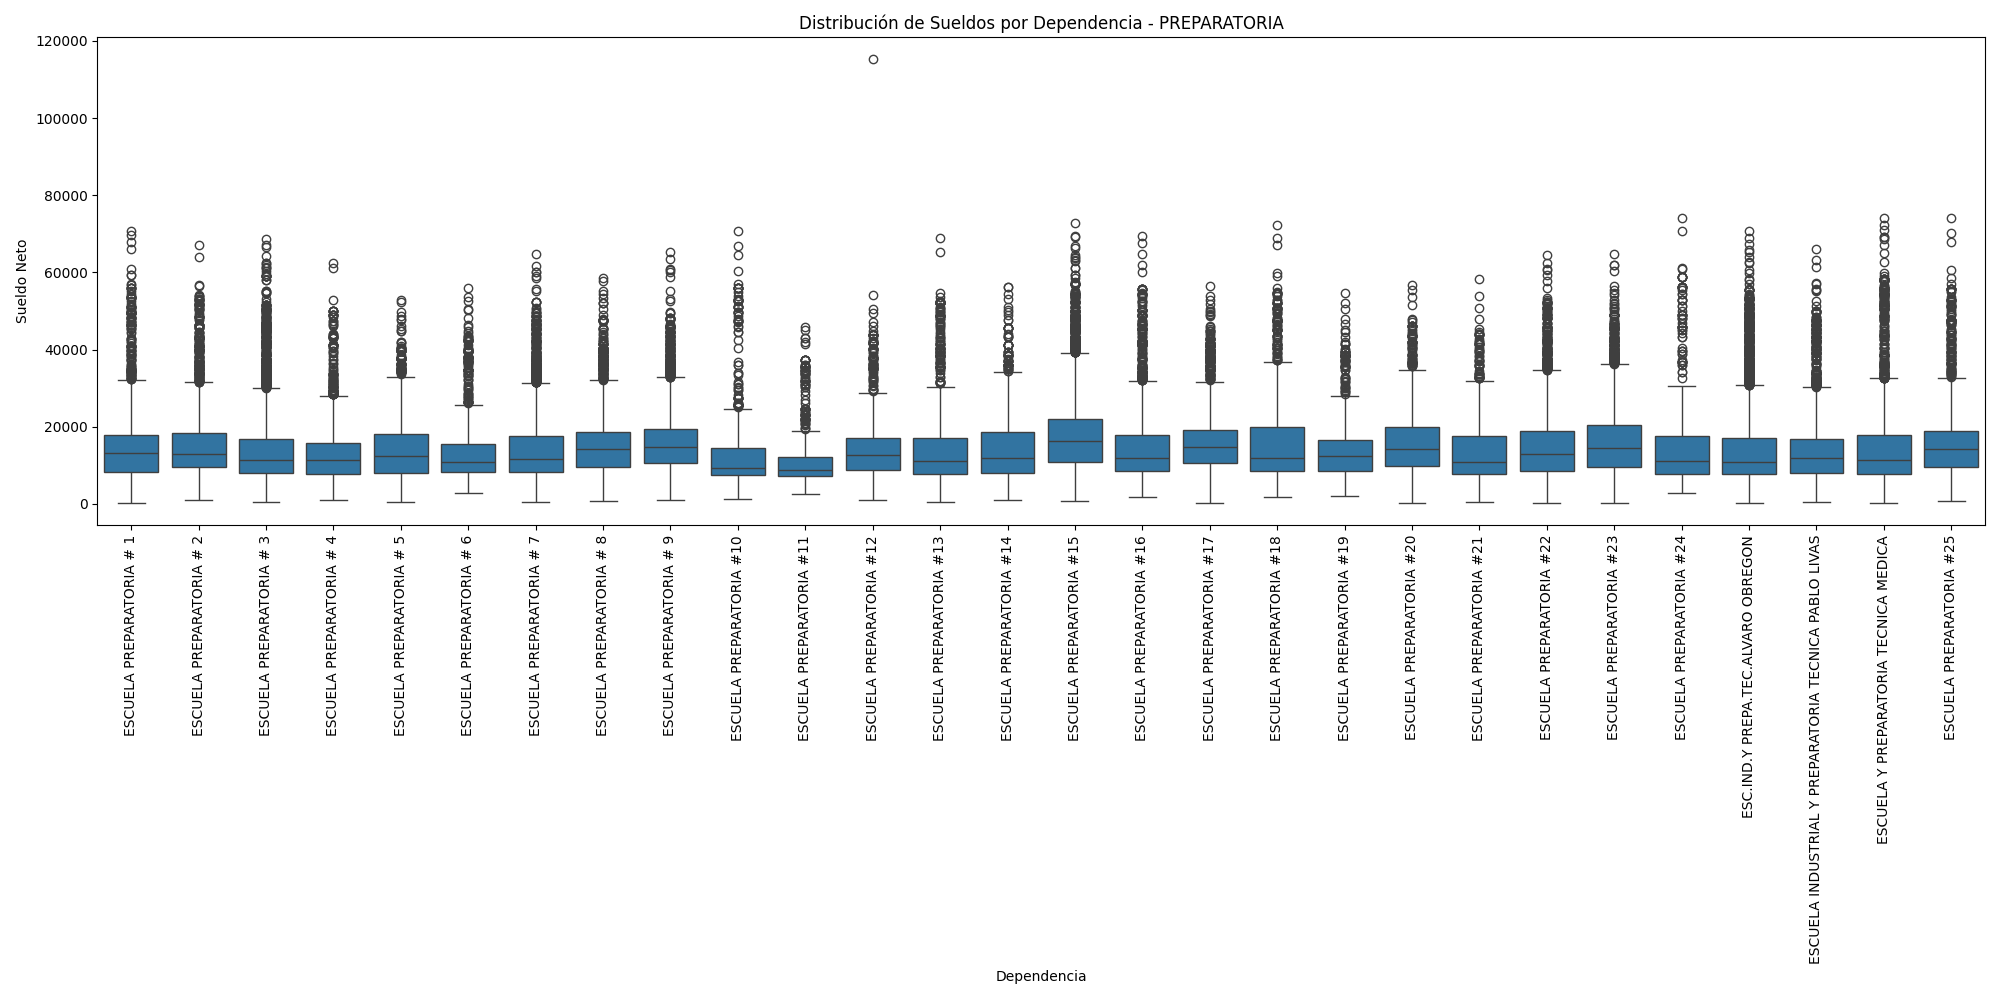 Distribución de Sueldos por Dependencia - PREPARATORIA
120000
100000
80000
60000
40000
20000
0
Sueldo Neto
ESCUELA PREPARATORIA # 1
ESCUELA PREPARATORIA # 2
ESCUELA PREPARATORIA # 3
ESCUELA PREPARATORIA # 4
ESCUELA PREPARATORIA # 5
ESCUELA PREPARATORIA # 6
ESCUELA PREPARATORIA # 7
ESCUELA PREPARATORIA # 8
ESCUELA PREPARATORIA # 9
ESCUELA PREPARATORIA #10
ESCUELA PREPARATORIA #11
ESCUELA PREPARATORIA #12
ESCUELA PREPARATORIA #13
ESCUELA PREPARATORIA #14
ESCUELA PREPARATORIA #15
ESCUELA PREPARATORIA #16
ESCUELA PREPARATORIA #17
ESCUELA PREPARATORIA #18
ESCUELA PREPARATORIA #19
ESCUELA PREPARATORIA #20
ESCUELA PREPARATORIA #21
ESCUELA PREPARATORIA #22
ESCUELA PREPARATORIA #23
ESCUELA PREPARATORIA #24
ESC.IND.Y PREPA.TEC.ALVARO OBREGON
ESCUELA INDUSTRIAL Y PREPARATORIA TECNICA PABLO LIVAS
ESCUELA Y PREPARATORIA TECNICA MEDICA
ESCUELA PREPARATORIA #25
Dependencia